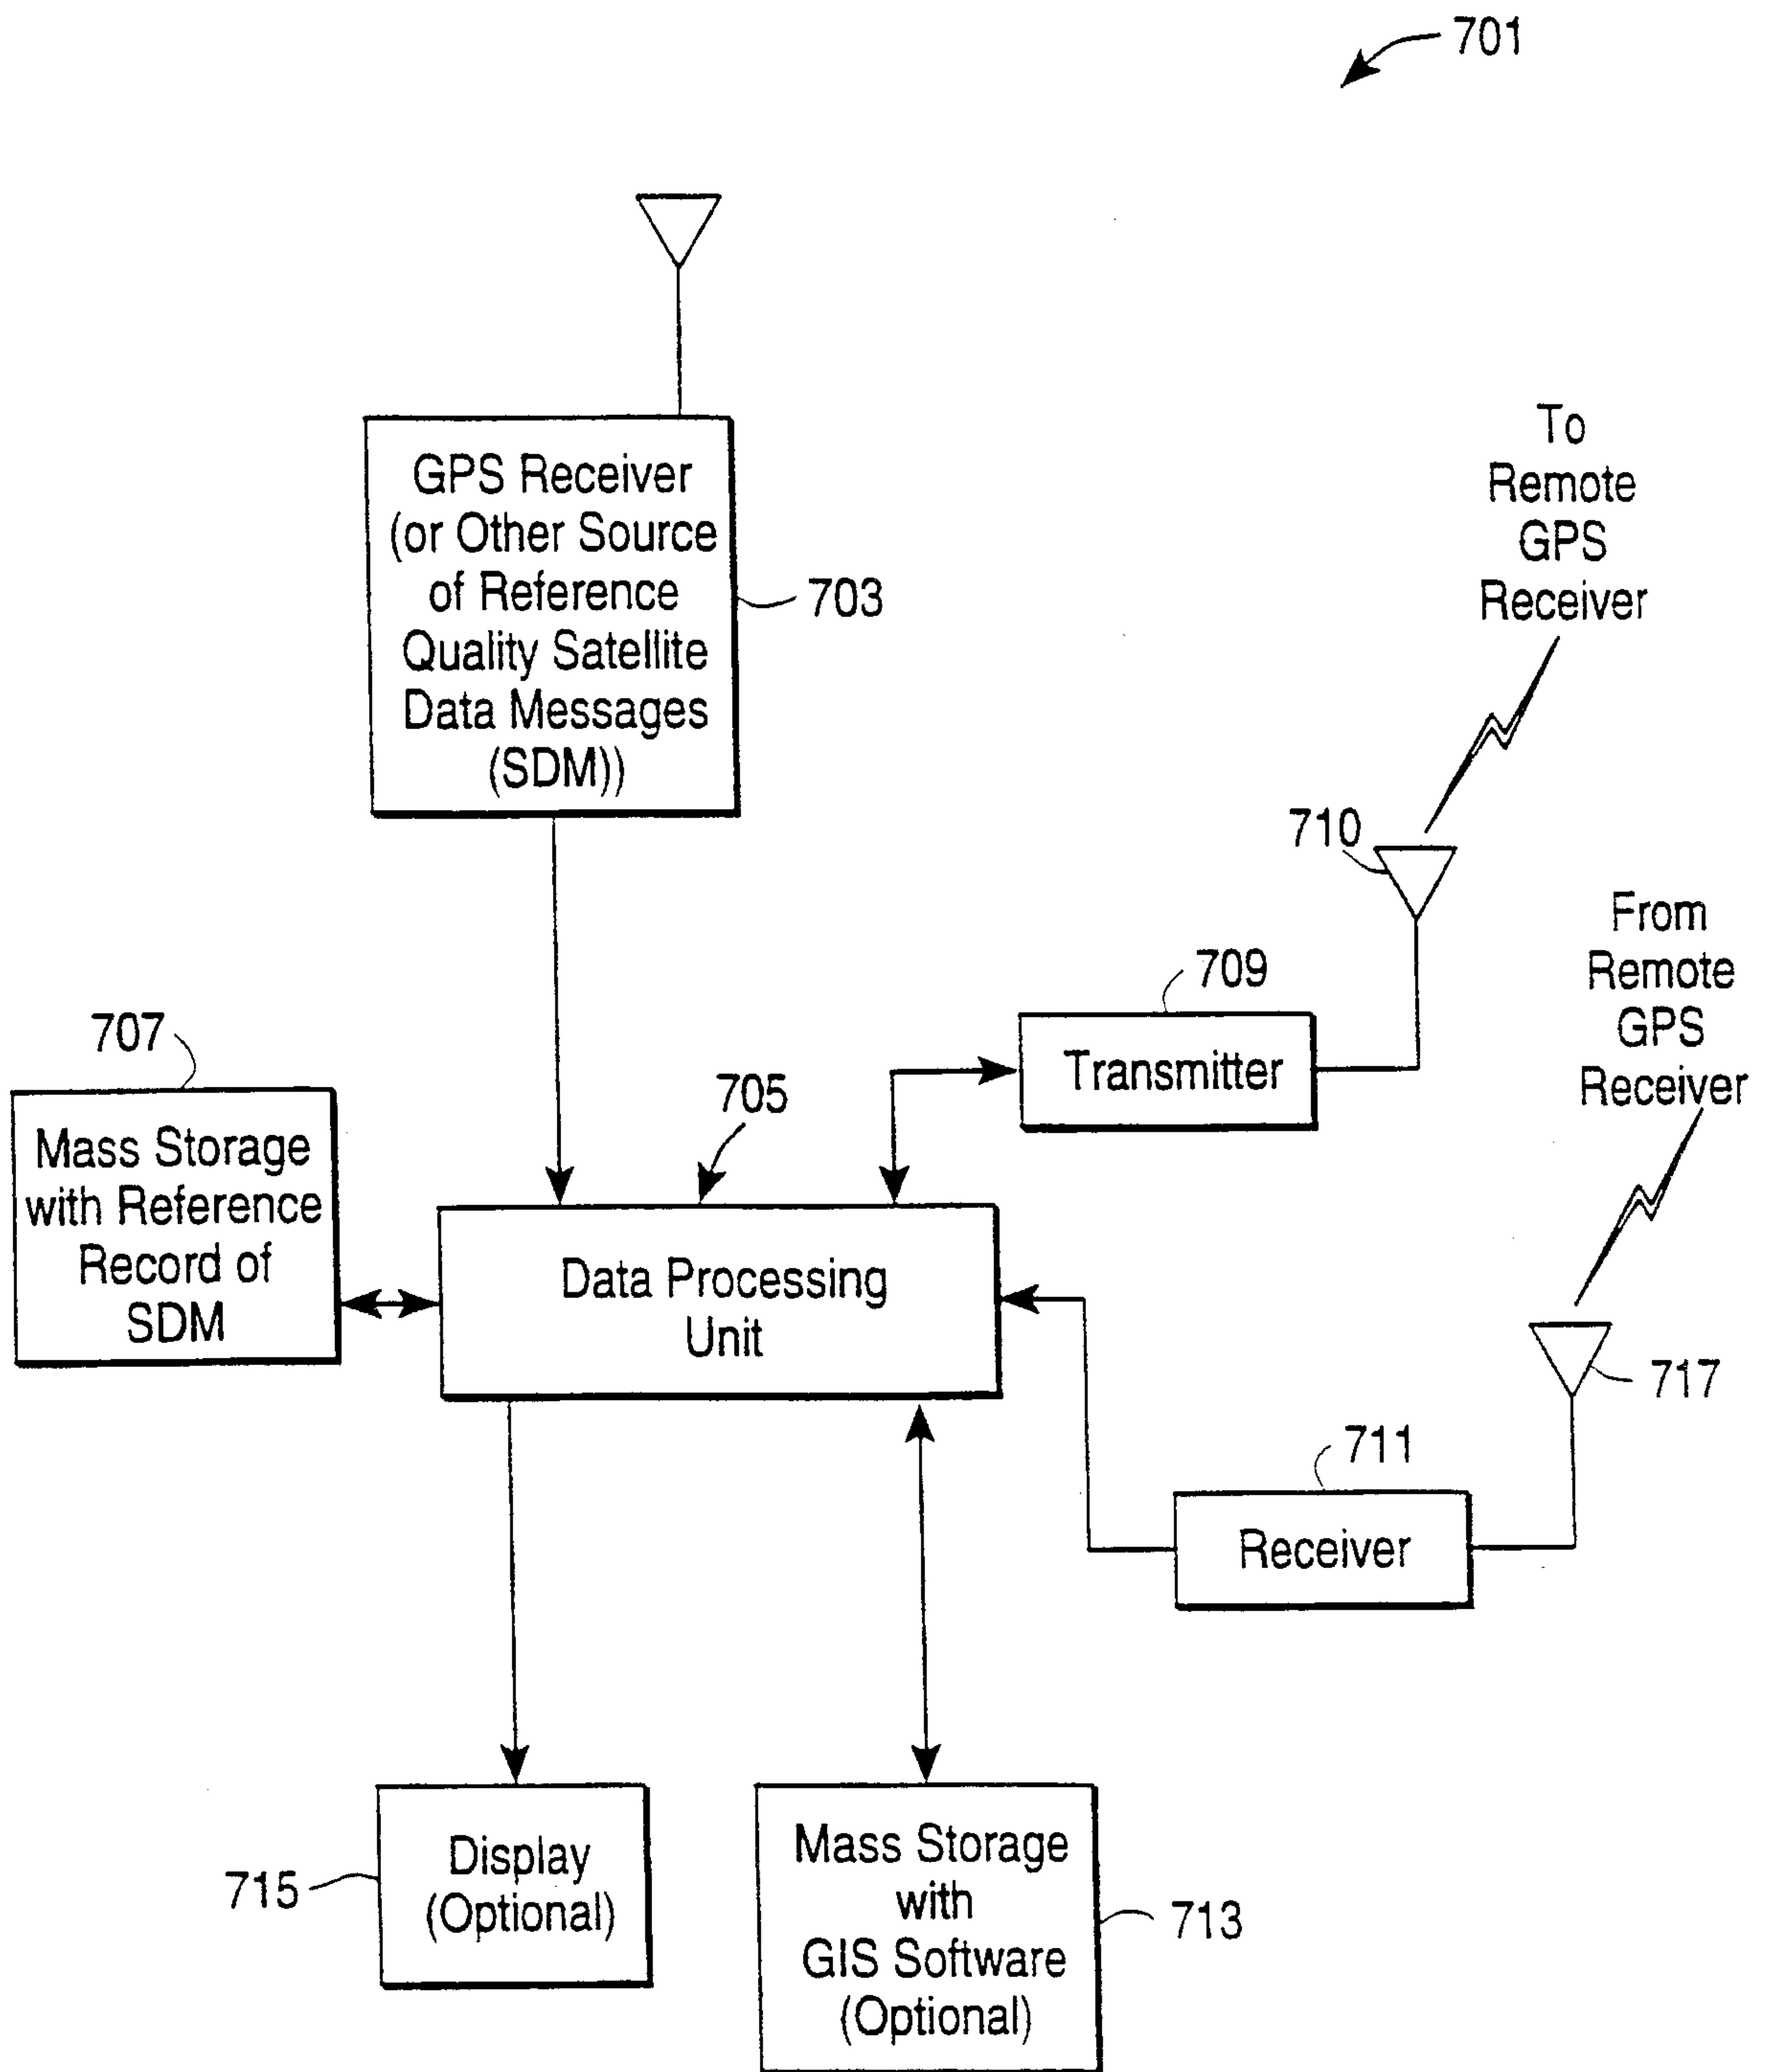 701
GPS Receiver
(or Other Source
of Reference
Quality Satellite
Data Messages
(SDM))
703
To
Remote
GPS
Receiver
710
From
Remote
GPS
Receiver
709
Transmitter
707
Mass Storage
with Reference
Record of
SDM
705
Data Processing
Unit
717
711
Receiver
715
Display
(Optional)
Mass Storage
with
GIS Software
(Optional)
713